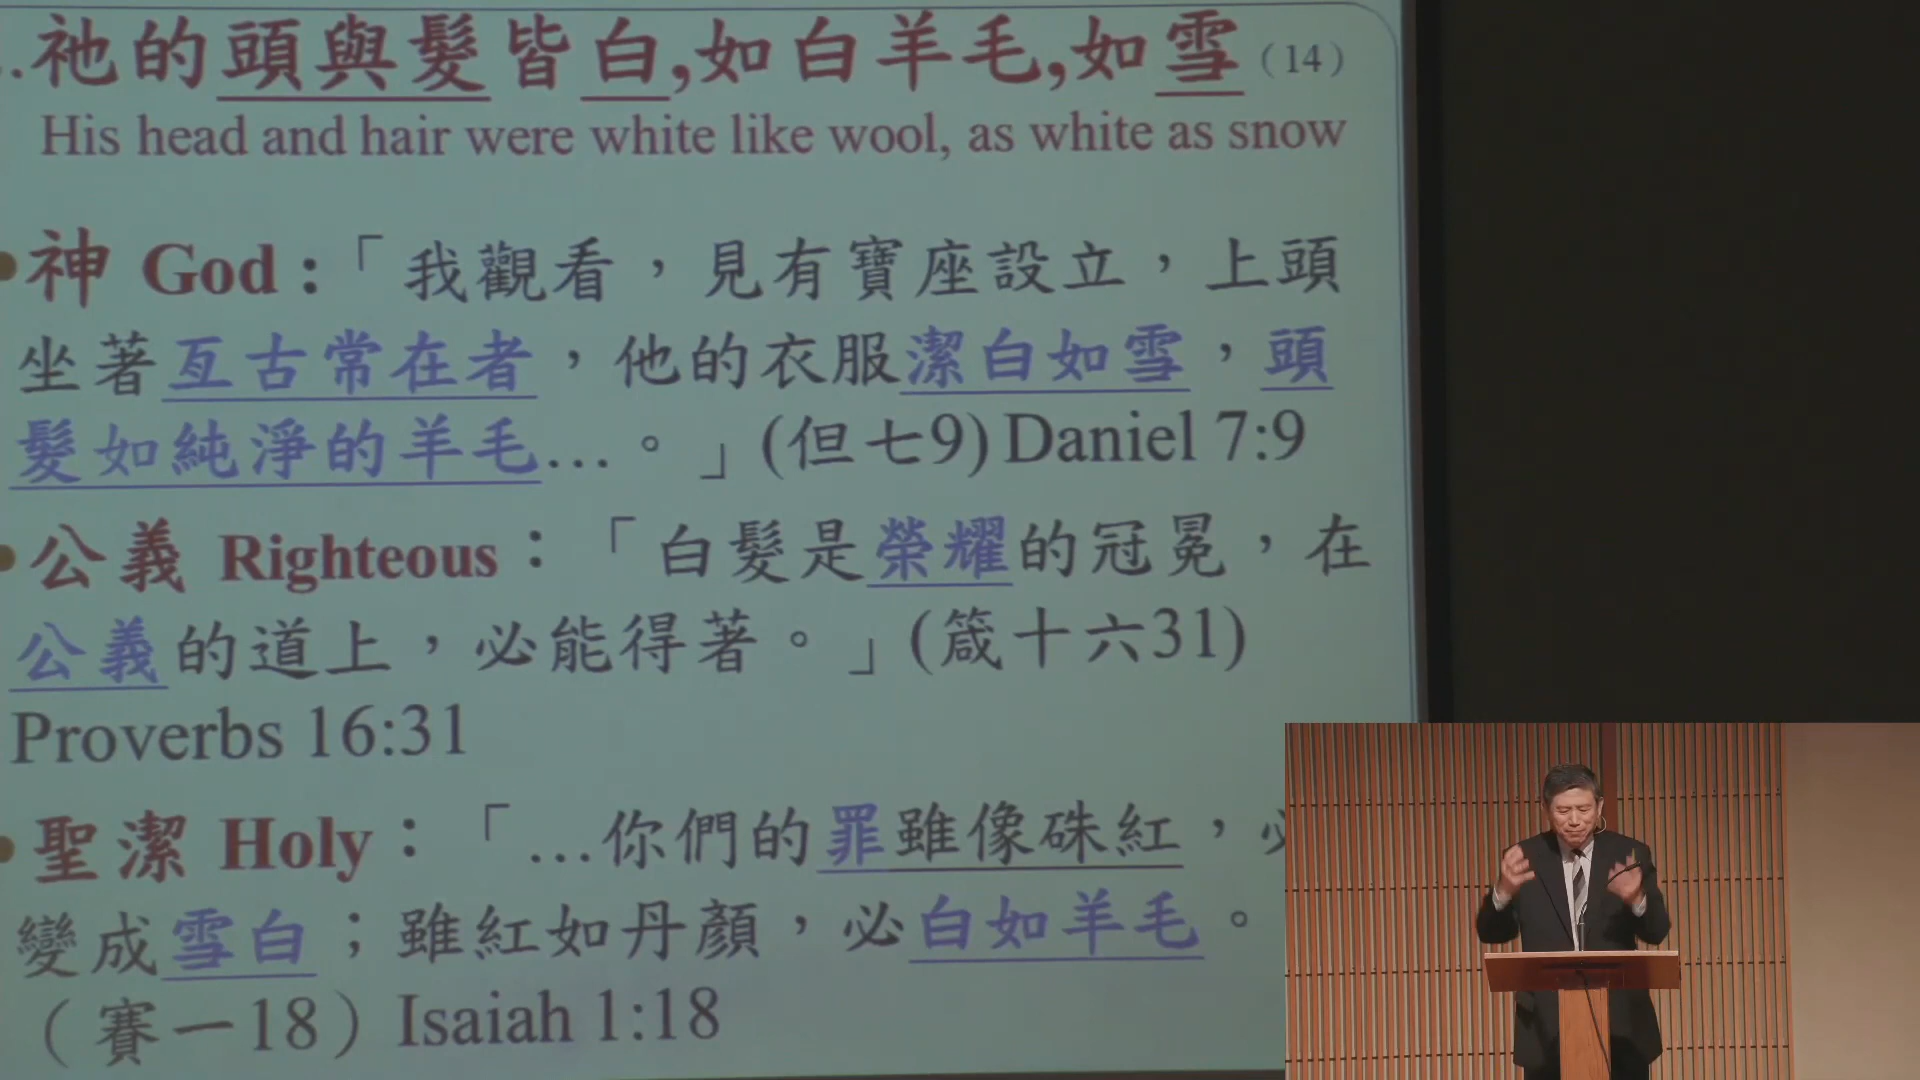 .祂的頭與髮皆白,如白羊毛,如雪(14)
His head and hair were white like wool, as white as snow
•神 God :「我觀看，見有寶座設立，上頭
坐著亙古常在者，他的衣服潔白如雪，頭
髮如純淨的羊毛…。」(但七9) Daniel 7:9
•公義 Righteous：「白髮是榮耀的冠冕，在
公義的道上，必能得著。」(箴十六31)
Proverbs 16:31
•聖潔 Holy：「…你們的罪雖像硃紅，
變成雪白；雖紅如丹顏，必白如羊毛。
（賽一18）Isaiah 1:18